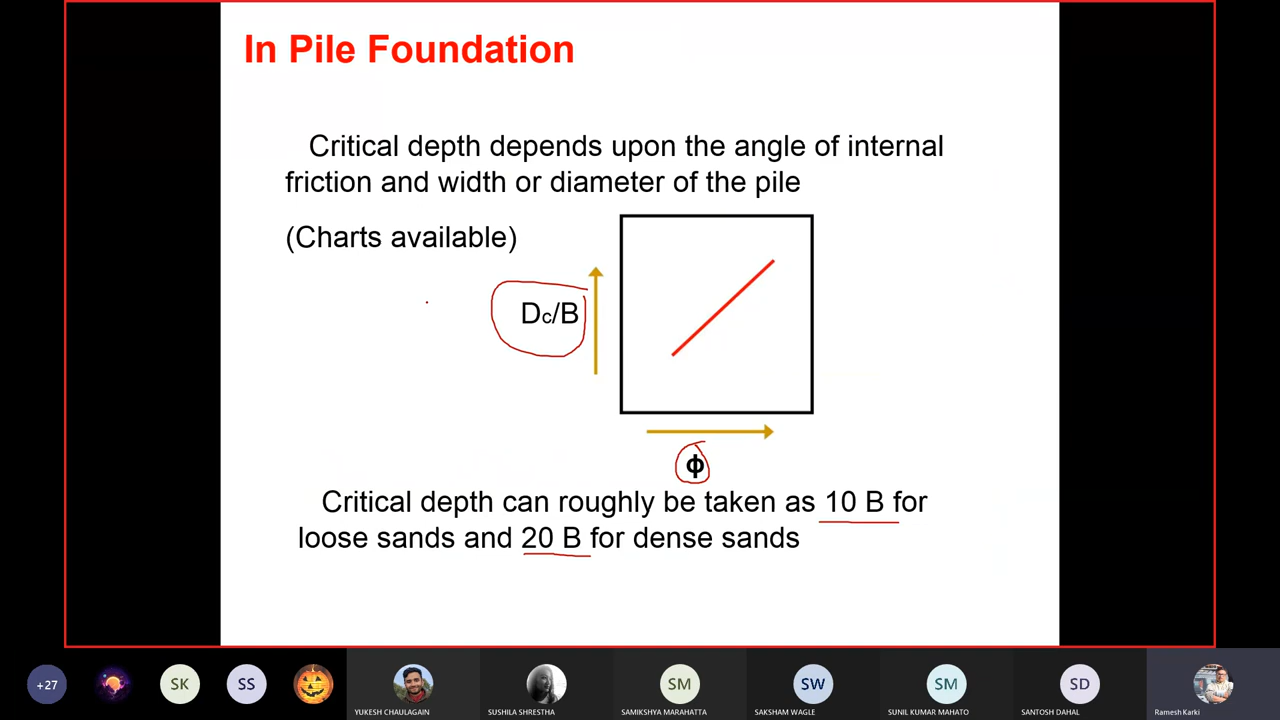 In Pile Foundation
Critical depth depends upon the angle of internal
friction and width or diameter of the pile
(Charts available)
Dc/B
ϕ
Critical depth can roughly be taken as 10 B for
loose sands and 20 B for dense sands
+27
SK
SS
SM
SW
SM
SD
YUKESH CHAULAGAIN
SUSHILA SHRESTHA
SAMIKSHYA MARAHATTA
SAKSHAM WAGLE
SUNIL KUMAR MAHATO
SANTOSH DAHAL
Ramesh Karki